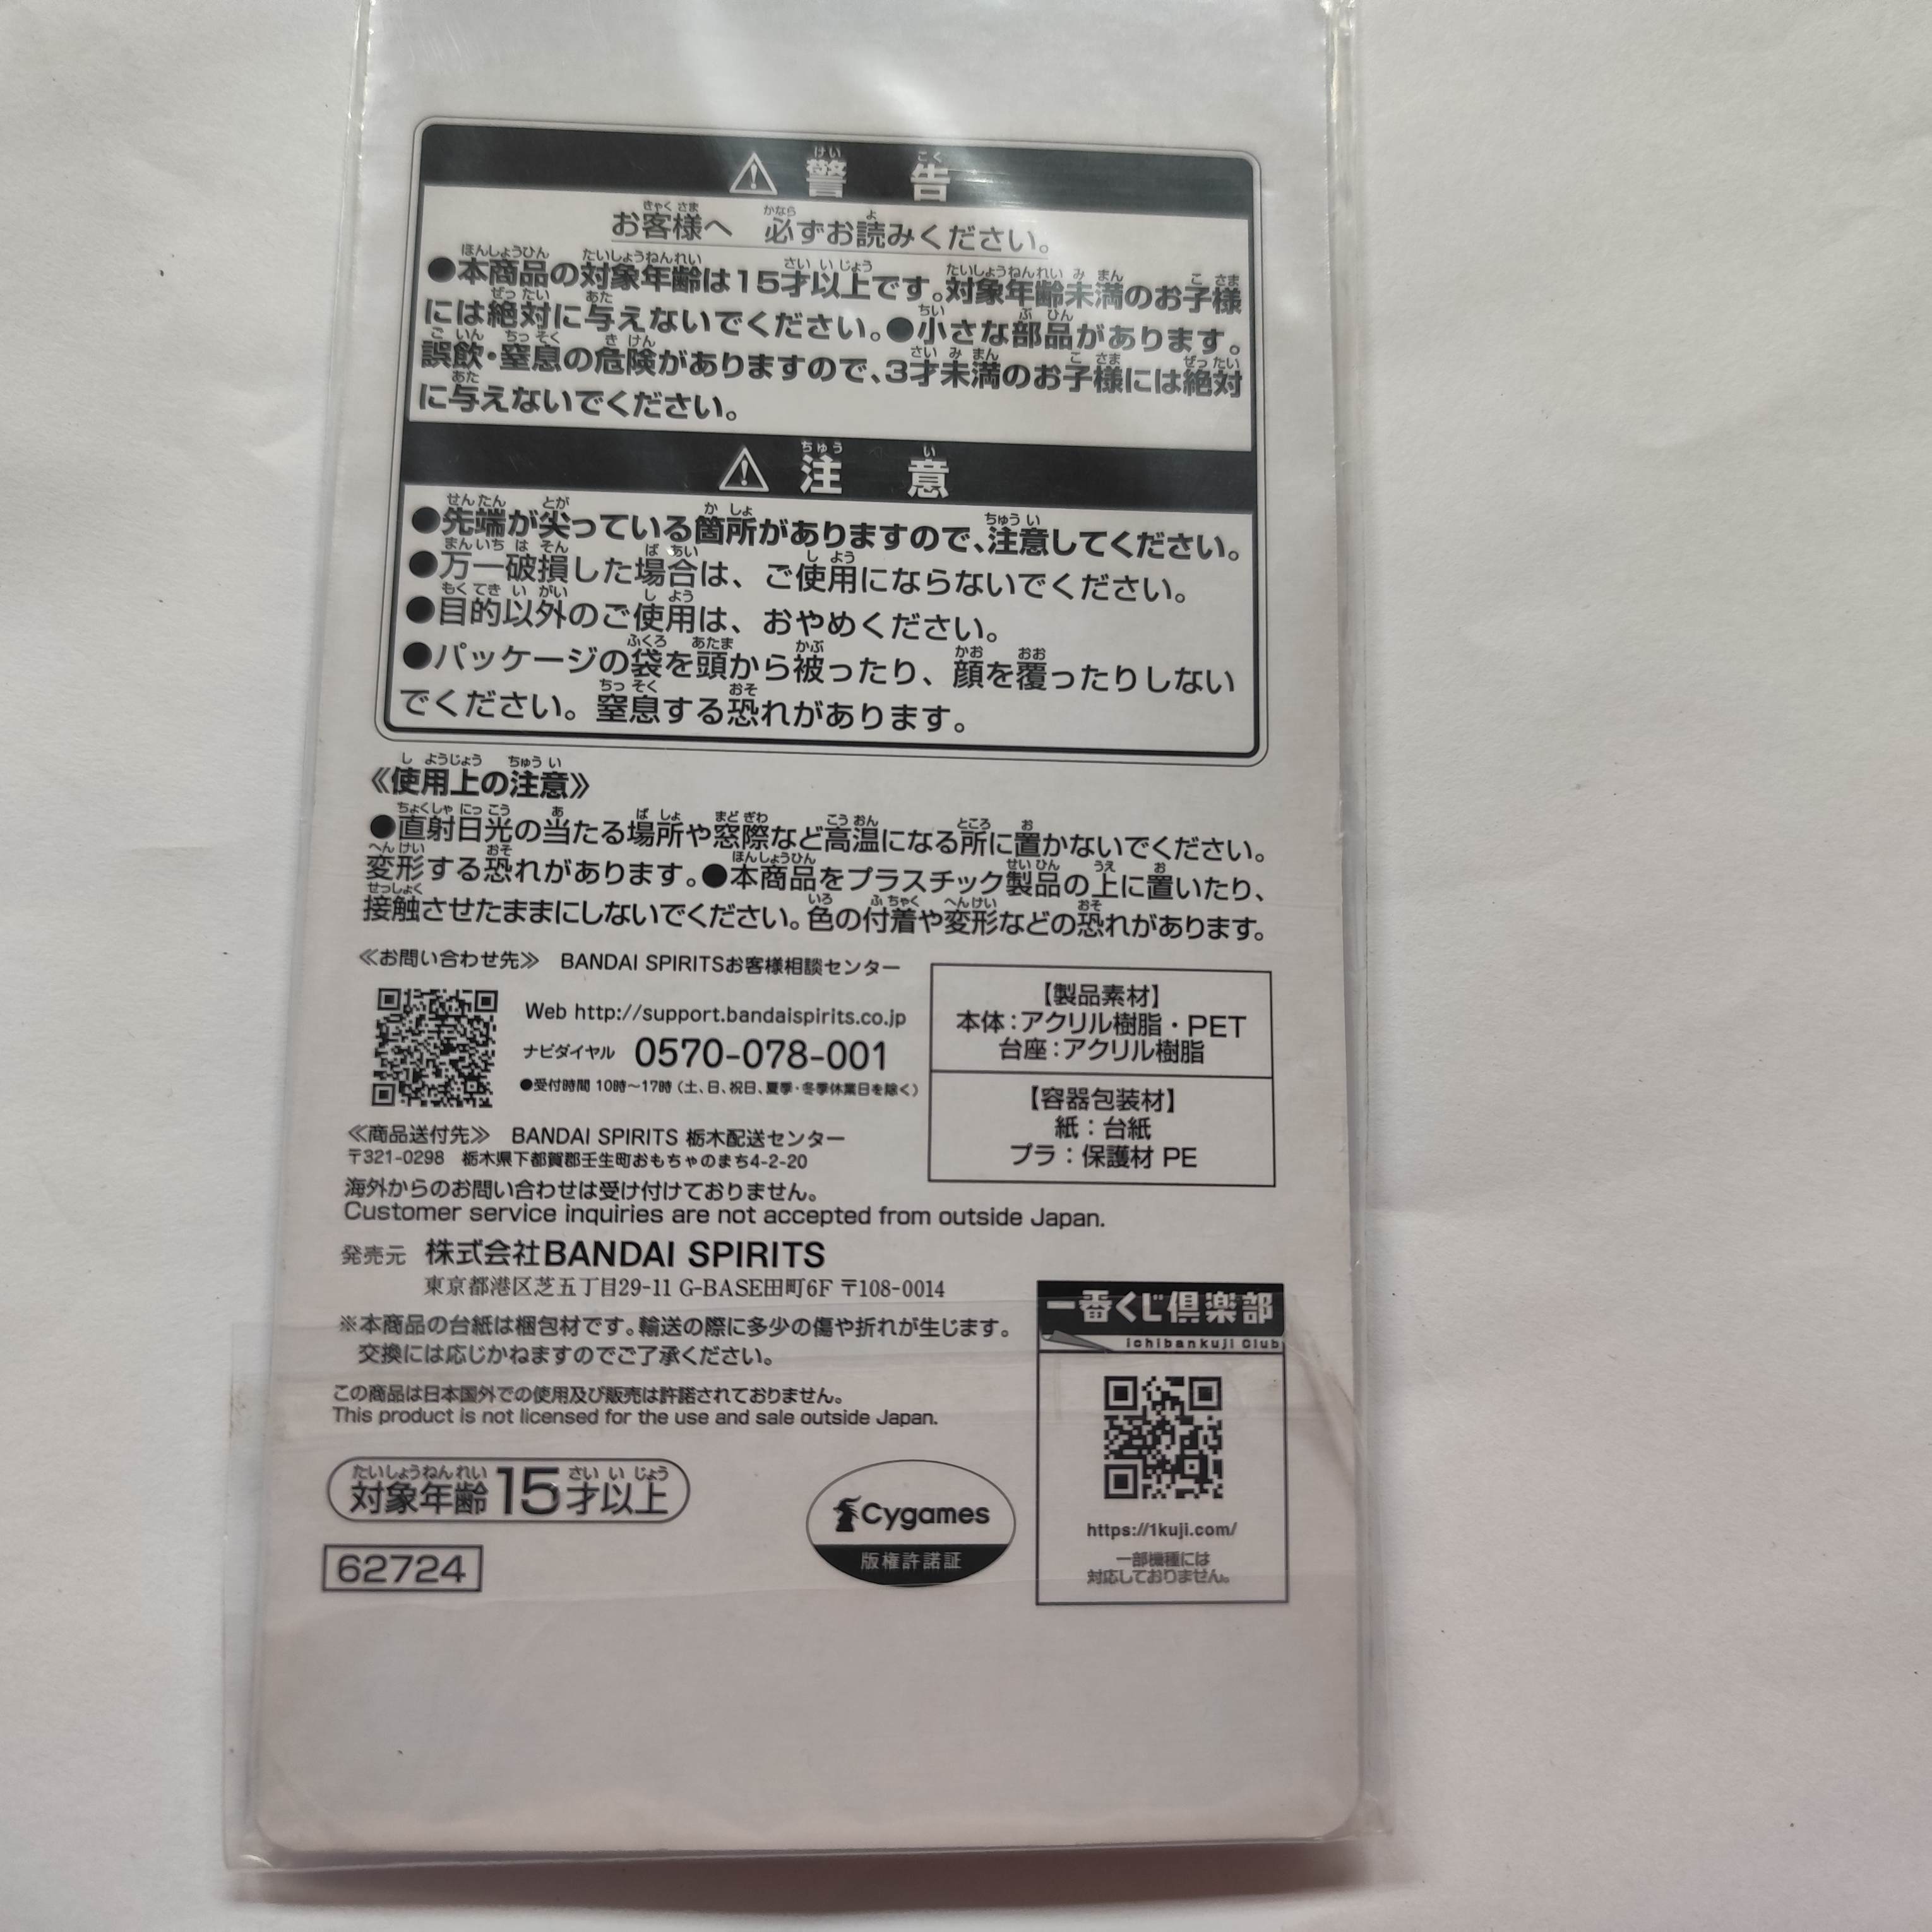 ⚠ 警告
お客様へ 必ずお読みください。
●本商品の対象年齢は15才以上です。対象年齢未満のお子様
には絶対に与えないでください。●小さな部品があります。
誤飲・窒息の危険がありますので、3才未満のお子様には絶対
に与えないでください。
⚠ 注意
●先端が尖っている箇所がありますので、注意してください。
●万一破損した場合は、ご使用にならないでください。
●目的以外のご使用は、おやめください。
●パッケージの袋を頭から被ったり、顔を覆ったりしない
でください。窒息する恐れがあります。
≪使用上の注意≫
●直射日光の当たる場所や窓際など高温になる所に置かないでください。
変形する恐れがあります。●本商品をプラスチック製品の上に置いたり、
接触させたままにしないでください。色の付着や変形などの恐れがあります。
≪お問い合わせ先≫ BANDAI SPIRITSお客様相談センター
Web http://support.bandaispirits.co.jp
ナビダイヤル 0570-078-001
●受付時間 10時～17時（土、日、祝日、夏季・冬季休業日を除く）
【製品素材】
本体：アクリル樹脂・PET
台座：アクリル樹脂
【容器包装材】
紙：台紙
プラ：保護材 PE
≪商品送付先≫ BANDAI SPIRITS 栃木配送センター
〒321-0298 栃木県下都賀郡壬生町おもちゃのまち4-2-20
海外からのお問い合わせは受け付けておりません。
Customer service inquiries are not accepted from outside Japan.
発売元 株式会社BANDAI SPIRITS
東京都港区芝五丁目29-11 G-BASE田町6F 〒108-0014
※本商品の台紙は梱包材です。輸送の際に多少の傷や折れが生じます。
交換には応じかねますのでご了承ください。
この商品は日本国外での使用及び販売は許諾されておりません。
This product is not licensed for the use and sale outside Japan.
対象年齢15才以上
62724
Cygames
版権許諾証
一番くじ倶楽部
Ichibankuji Club
https://1kuji.com/
一部機種には
対応しておりません。